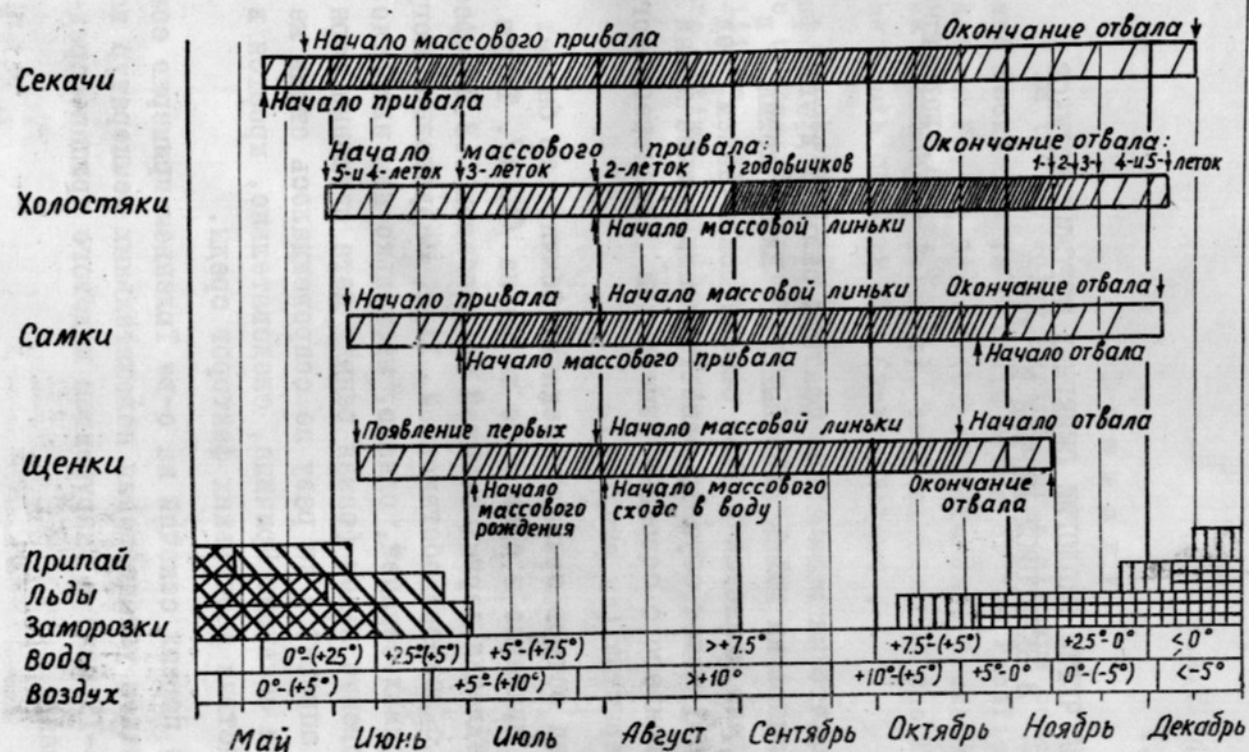 Начало массового привала Окончание отвала
Секачи
Начало привала
Начало массового привала: Окончание отвала:
5-и 4-леток 3-леток 2-леток годовичков 1- 2- 3- 4-и 5- леток
Холостяки
Начало массовой линьки
Начало привала Начало массовой линьки Окончание отвала
Самки
Начало массового привала Начало отвала
Появление первых Начало массовой линьки Начало отвала
Щенки
Начало массового рождения Начало массового схода в воду Окончание отвала
Припай
Льды
Заморозки
Вода 0°-(+2.5°) +2.5°-(+5°) +5°-(+7.5°) >+7.5° +7.5°-(+5°) +2.5°-0° <0°
Воздух 0°-(+5°) +5°-(+10°) >+10° +10°-(+5°) +5°-0° 0°-(-5°) <-5°
Май Июнь Июль Август Сентябрь Октябрь Ноябрь Декабрь